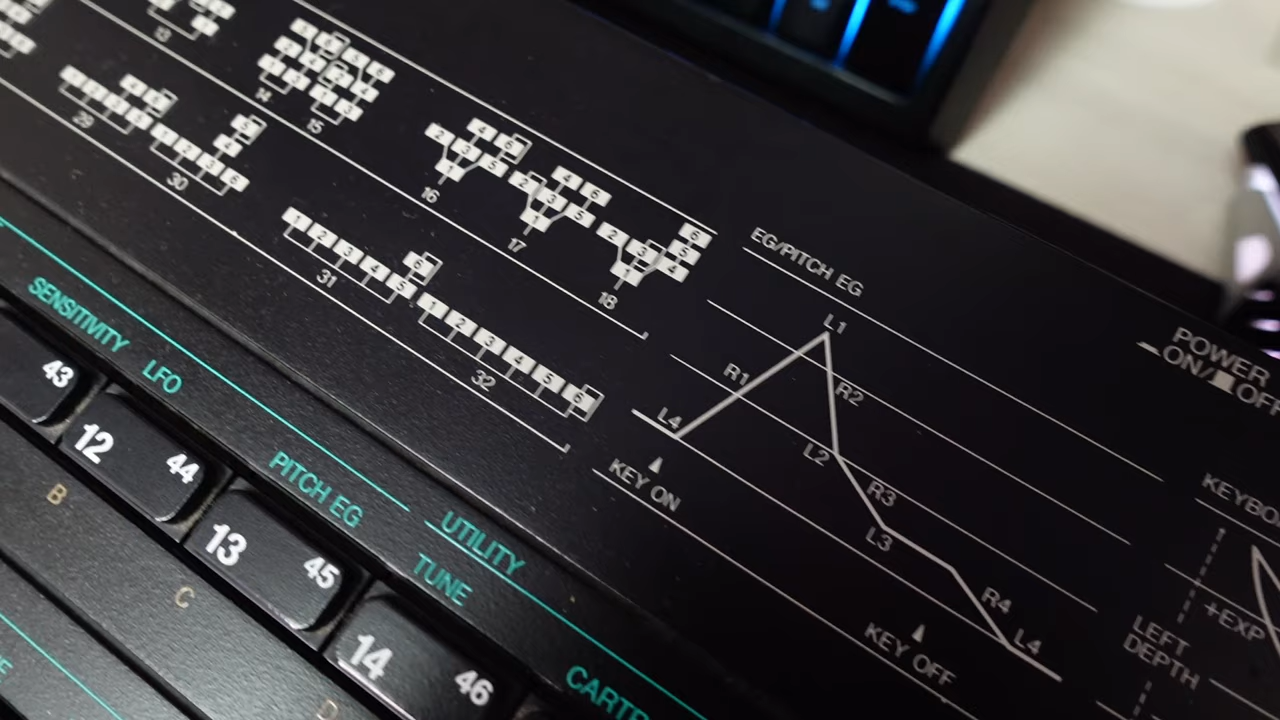 13
14
15
16
17
18
29
30
31
32
EG/PITCH EG
L1
R1
R2
L4
L2
R3
L3
R4
L4
KEY ON
KEY OFF
POWER
ON/ OFF
+EXP
LEFT
DEPTH
SENSITIVITY
LFO
PITCH EG
UTILITY
TUNE
43
12 44
13 45
14 46
B
C
D